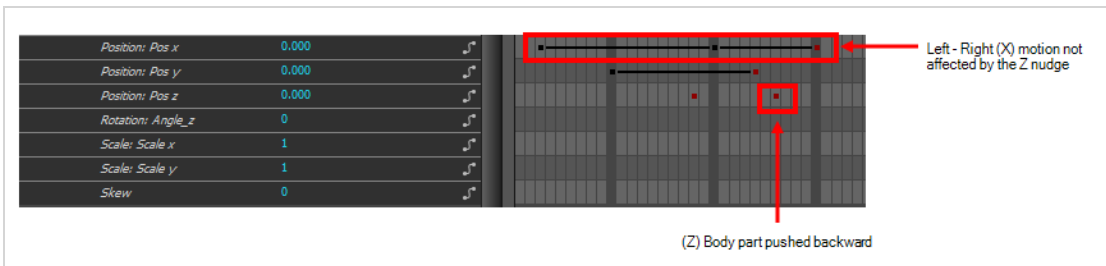 Position: Pos x 0.000
Position: Pos y 0.000
Position: Pos z 0.000
Rotation: Angle_z 0
Scale: Scale x 1
Scale: Scale y 1
Skew 0
Left - Right (X) motion not
affected by the Z nudge
(Z) Body part pushed backward